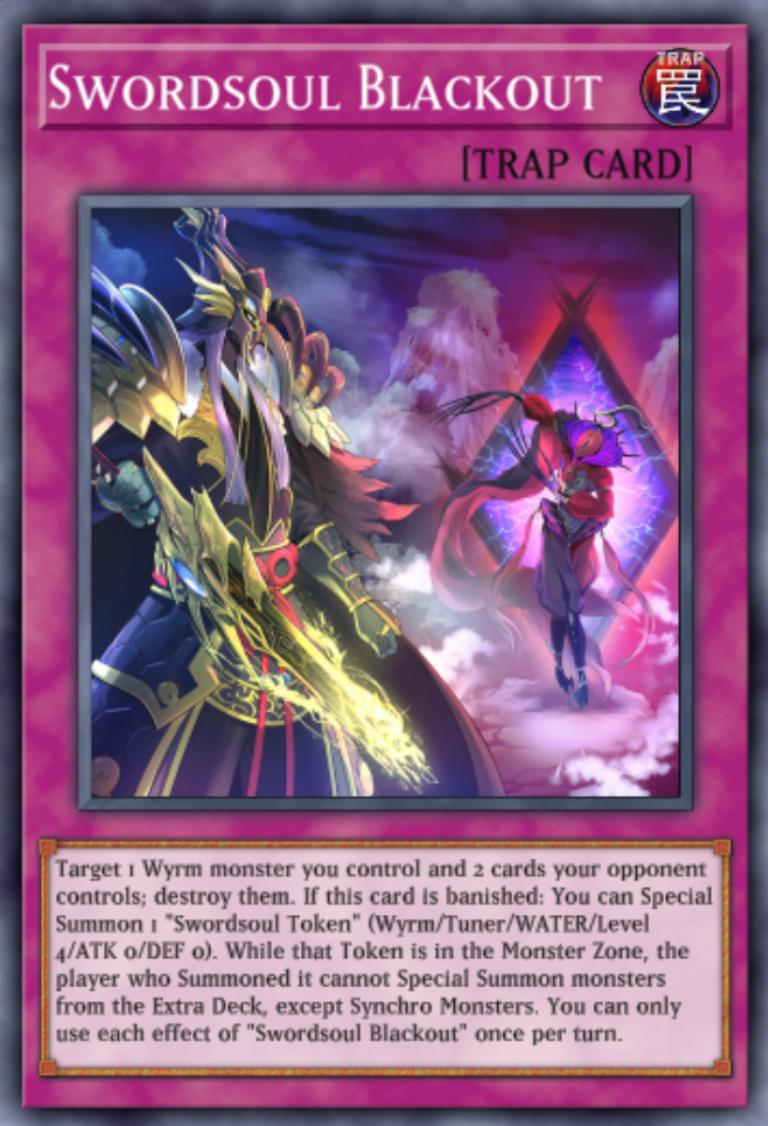 Swordsoul Blackout
TRAP
罠
[TRAP CARD]
Target 1 Wyrm monster you control and 2 cards your opponent
controls; destroy them. If this card is banished: You can Special
Summon 1 "Swordsoul Token" (Wyrm/Tuner/WATER/Level
4/ATK 0/DEF 0). While that Token is in the Monster Zone, the
player who Summoned it cannot Special Summon monsters
from the Extra Deck, except Synchro Monsters. You can only
use each effect of "Swordsoul Blackout" once per turn.